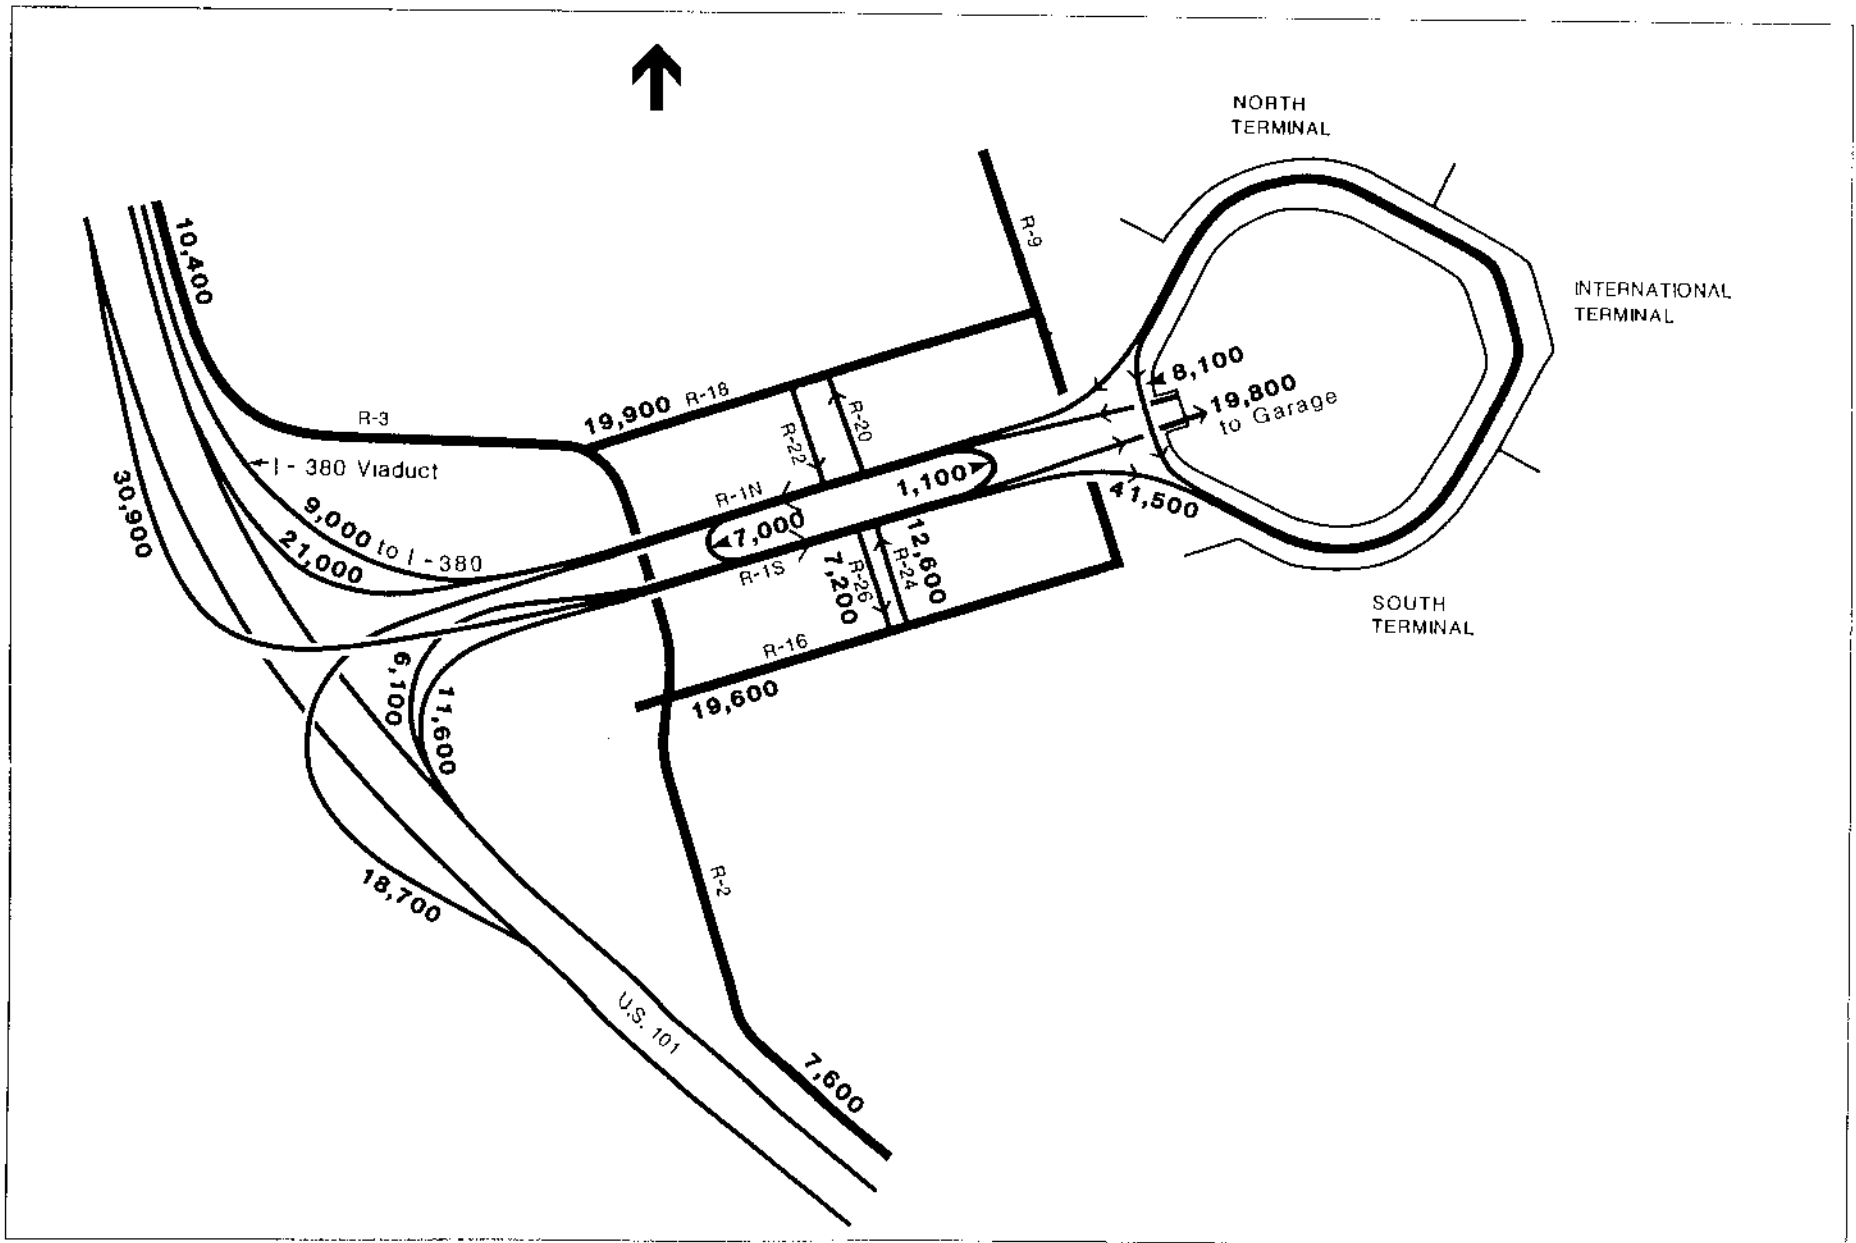 NORTH
TERMINAL
10,400
R-9
INTERNATIONAL
TERMINAL
8,100
19,800
to Garage
R-3
19,900 R-18
R-20
R-22
I - 380 Viaduct
30,900
9,000 to I - 380
21,000
R-1N
1,100
41,500
7,000
R-1S
12,600
R-24
R-26
7,200
SOUTH
TERMINAL
R-16
19,600
6,100
11,600
18,700
R-2
U.S. 101
7,600